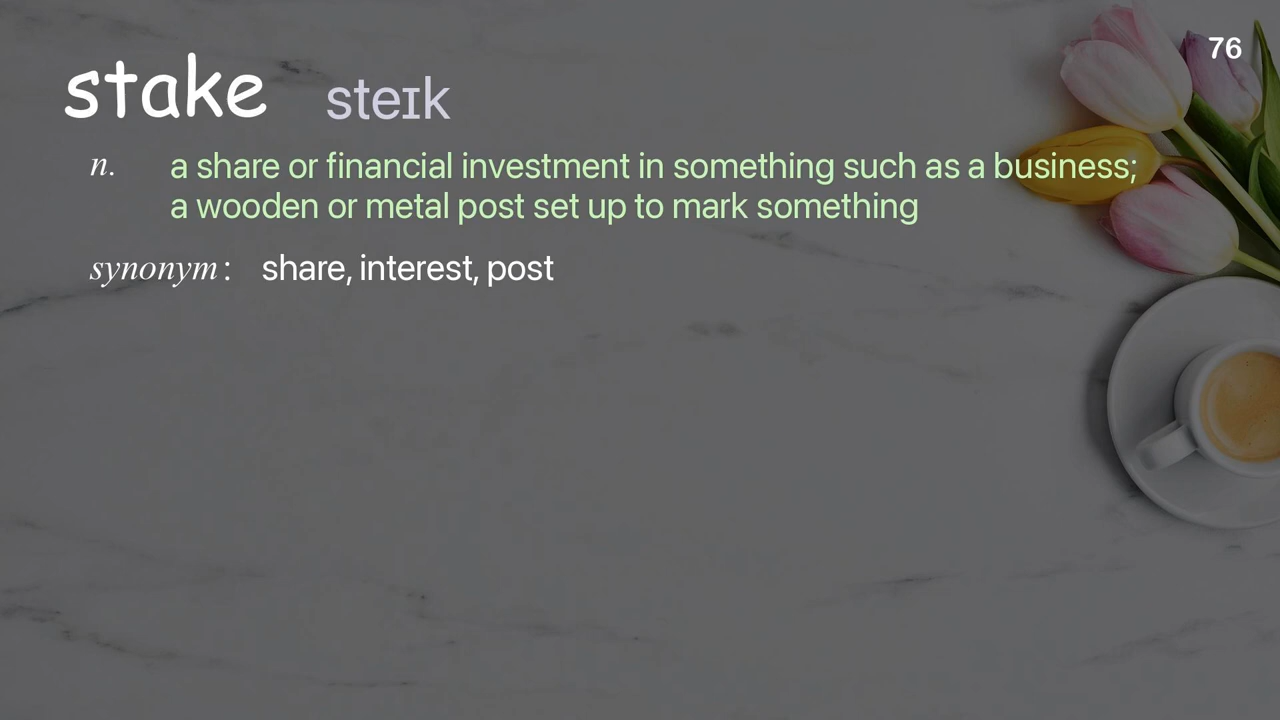 76
stake steɪk
n. a share or financial investment in something such as a business;
a wooden or metal post set up to mark something
synonym: share, interest, post